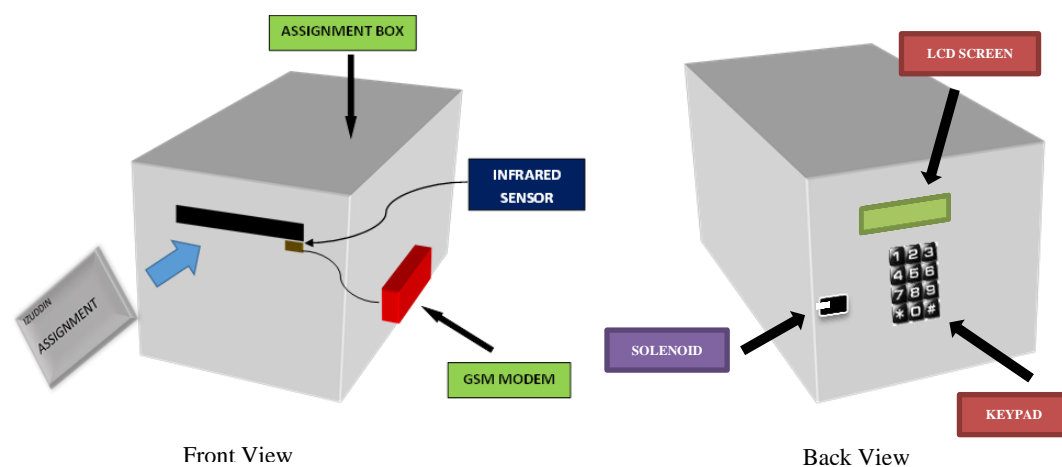 ASSIGNMENT BOX
INFRARED
SENSOR
IZUDDIN
ASSIGNMENT
GSM MODEM
Front View
LCD SCREEN
1 2 3
4 5 6
7 8 9
* 0 #
SOLENOID
KEYPAD
Back View